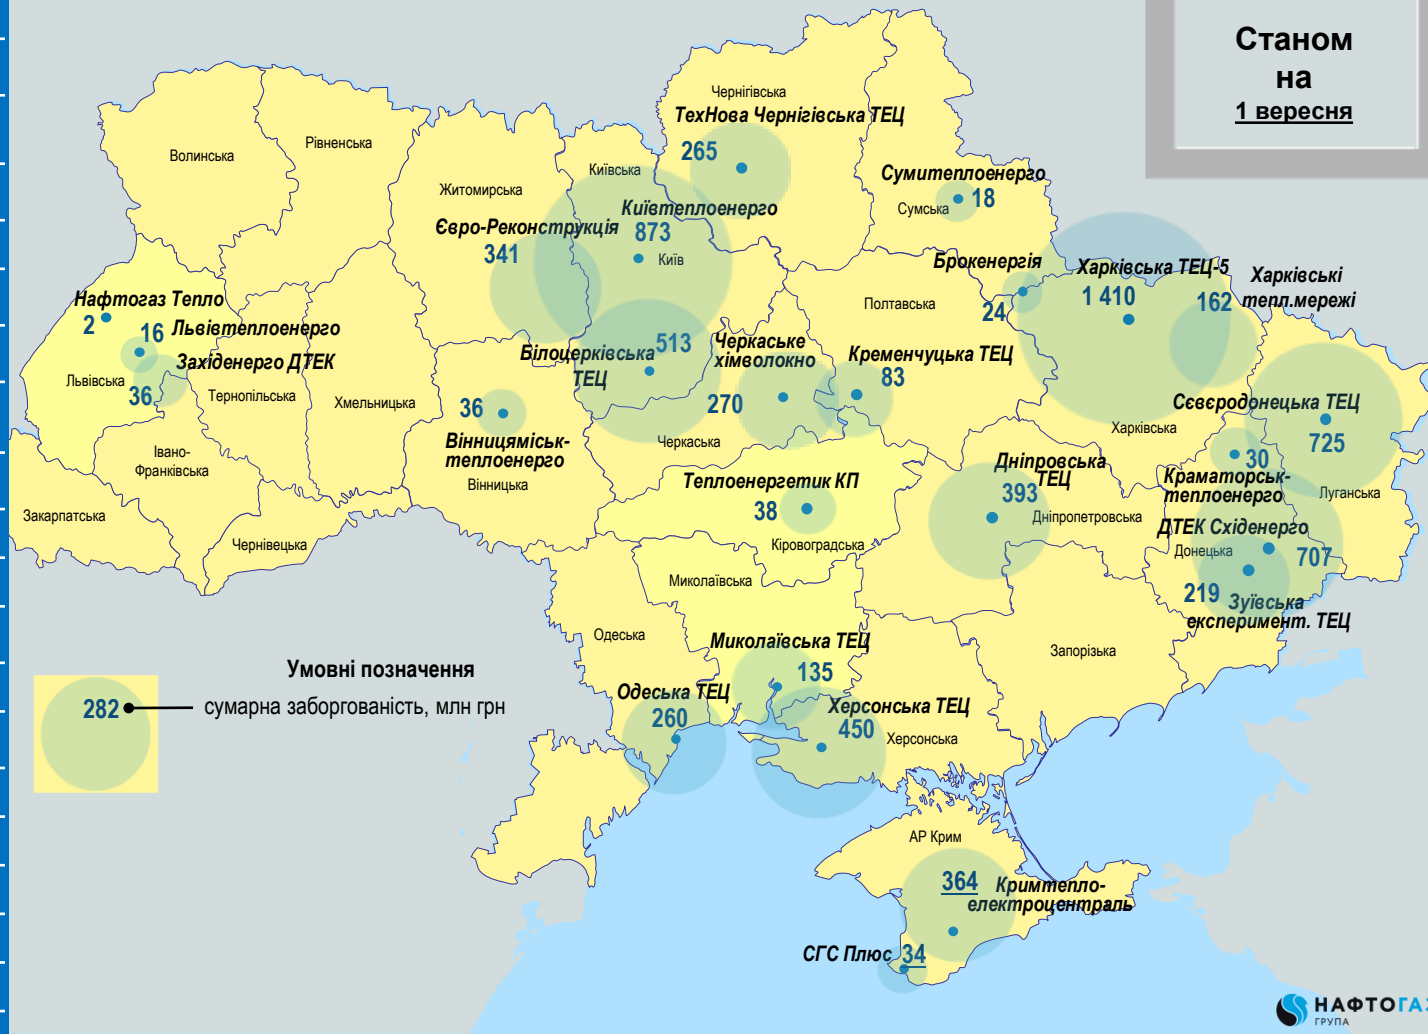 Станом
на
1 вересня
Чернігівська
ТехНова Чернігівська ТЕЦ
265
Волинська
Рівненська
Житомирська
Київська
Київтеплоенерго
873
Київ
Євро-Реконструкція
341
Сумитеплоенерго
Сумська
18
Брокенергія
24
Харківська ТЕЦ-5
1 410
Харківські
тепл.мережі
162
Полтавська
Нафтогаз Тепло
2
16
Львівтеплоенерго
Західенерго ДТЕК
Львівська
36
Тернопільська
Хмельницька
Білоцерківська
ТЕЦ
513
Черкаське
хімволокно
270
Кременчуцька ТЕЦ
83
Сєвєродонецька ТЕЦ
725
Харківська
36
Вінницяміськ-
теплоенерго
Вінницька
Черкаська
Івано-
Франківська
Закарпатська
Чернівецька
Теплоенергетик КП
38
Кіровоградська
Дніпровська
ТЕЦ
393
Дніпропетровська
30
Краматорськ-
теплоенерго
Луганська
ДТЕК Східенерго
Донецька
707
219
Зуївська
експеримент. ТЕЦ
Миколаївська
Одеська
Миколаївська ТЕЦ
135
Запорізька
Одеська ТЕЦ
260
Херсонська ТЕЦ
450
Херсонська
Умовні позначення
282
сумарна заборгованість, млн грн
АР Крим
364
Кримтепло-
електроцентраль
СГС Плюс
34
НАФТОГАЗ
ГРУПА